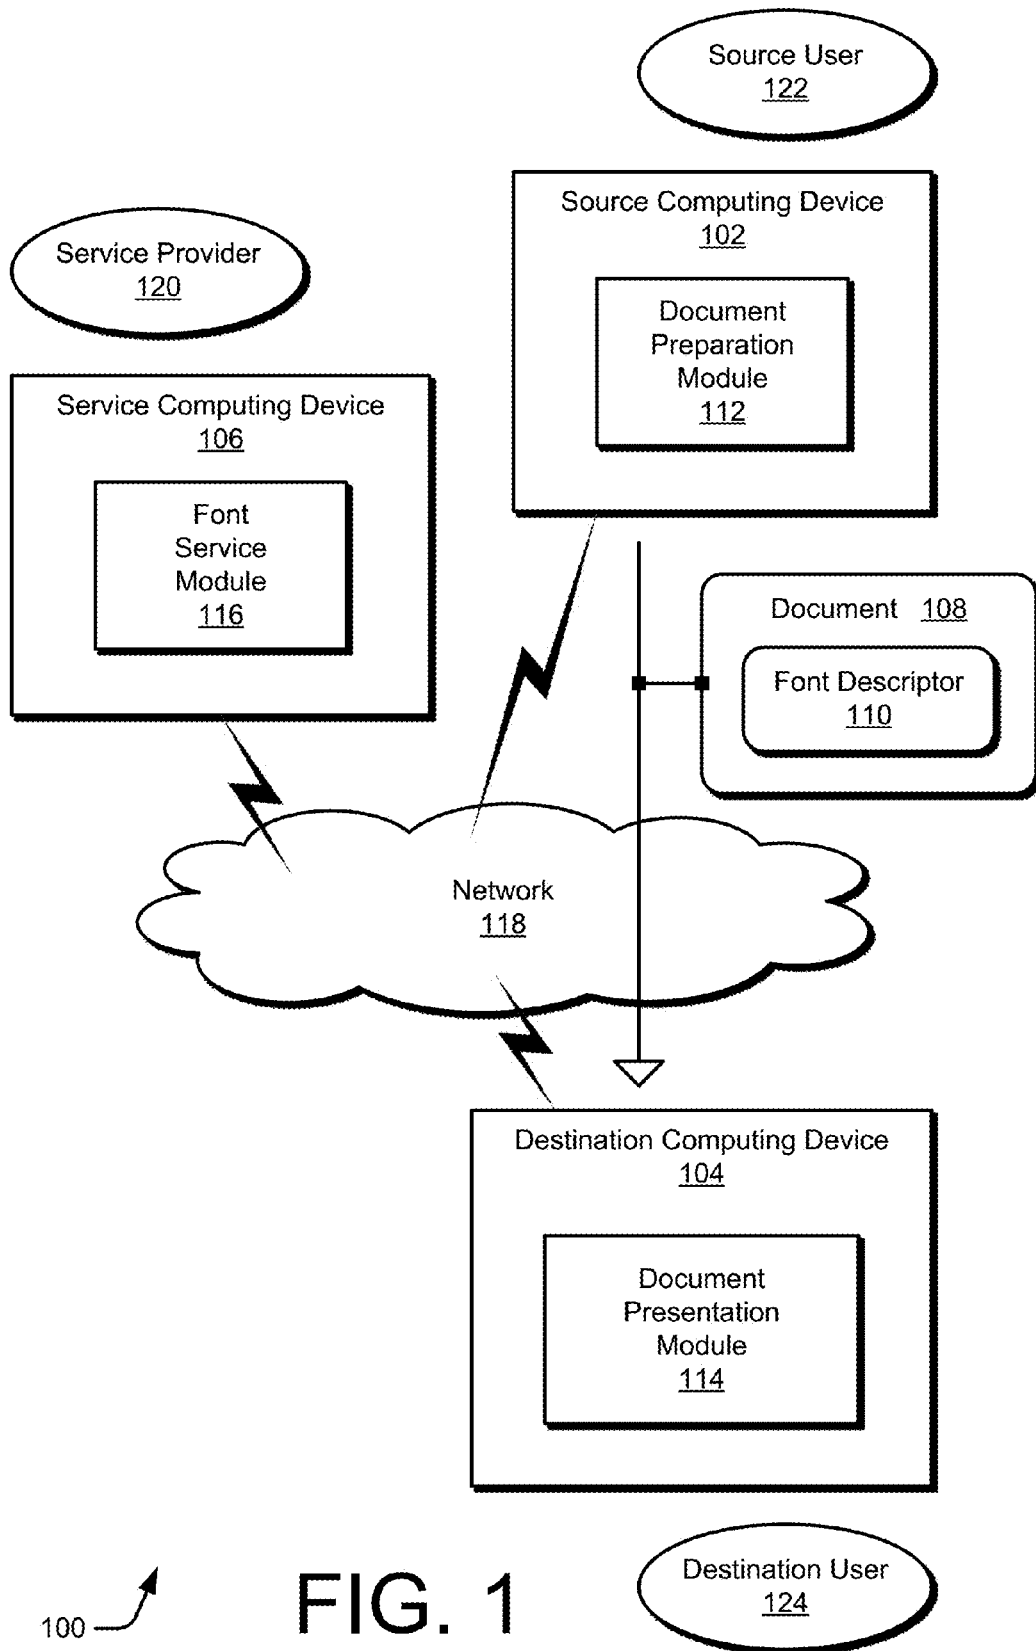 Source User
122
Source Computing Device
102
Document
Preparation
Module
112
Service Provider
120
Service Computing Device
106
Font
Service
Module
116
Document 108
Font Descriptor
110
Network
118
Destination Computing Device
104
Document
Presentation
Module
114
Destination User
124
100
FIG. 1